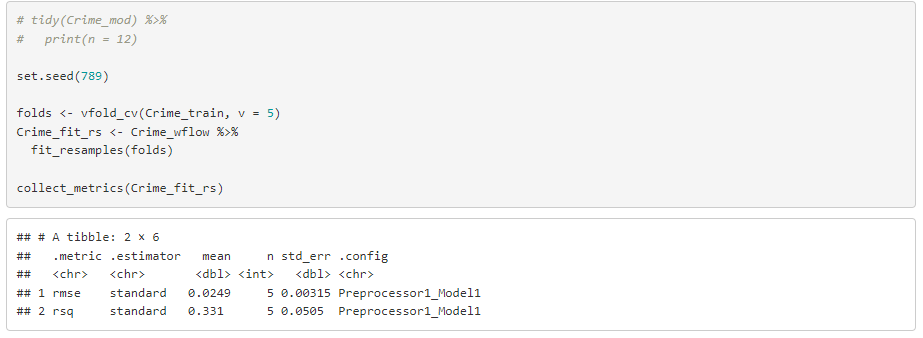 # tidy(Crime_mod) %>%
#   print(n = 12)
set.seed(789)
folds <- vfold_cv(Crime_train, v = 5)
Crime_fit_rs <- Crime_wflow %>%
  fit_resamples(folds)
collect_metrics(Crime_fit_rs)
## # A tibble: 2 × 6
##   .metric .estimator   mean     n std_err .config
##   <chr>   <chr>       <dbl> <int>   <dbl> <chr>
## 1 rmse    standard   0.0249     5 0.00315 Preprocessor1_Model1
## 2 rsq     standard   0.331      5 0.0505  Preprocessor1_Model1